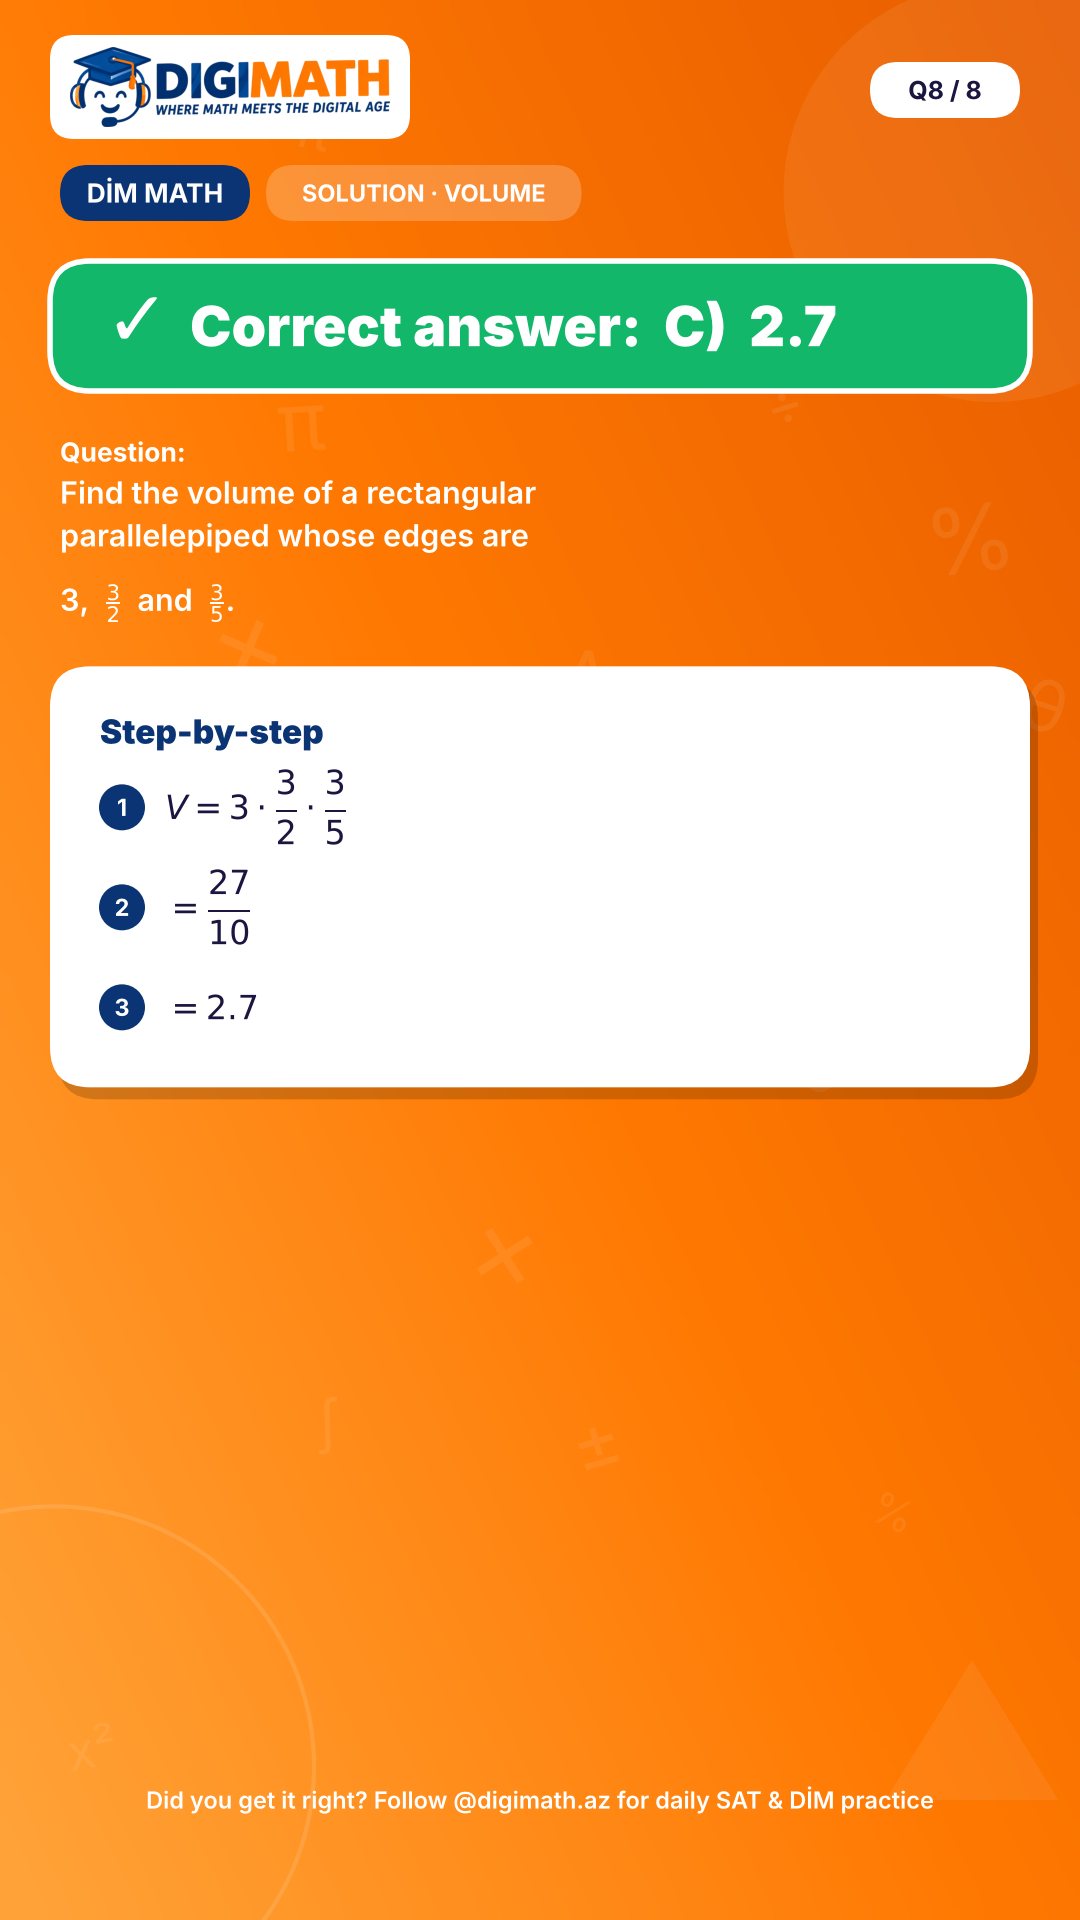 DIGIMATH
WHERE MATH MEETS THE DIGITAL AGE
Q8 / 8
DİM MATH
SOLUTION · VOLUME
✓ Correct answer: C) 2.7
Question:
Find the volume of a rectangular
parallelepiped whose edges are
3, 3/2 and 3/5.
Step-by-step
1 V = 3 · 3/2 · 3/5
2 = 27/10
3 = 2.7
Did you get it right? Follow @digimath.az for daily SAT & DİM practice